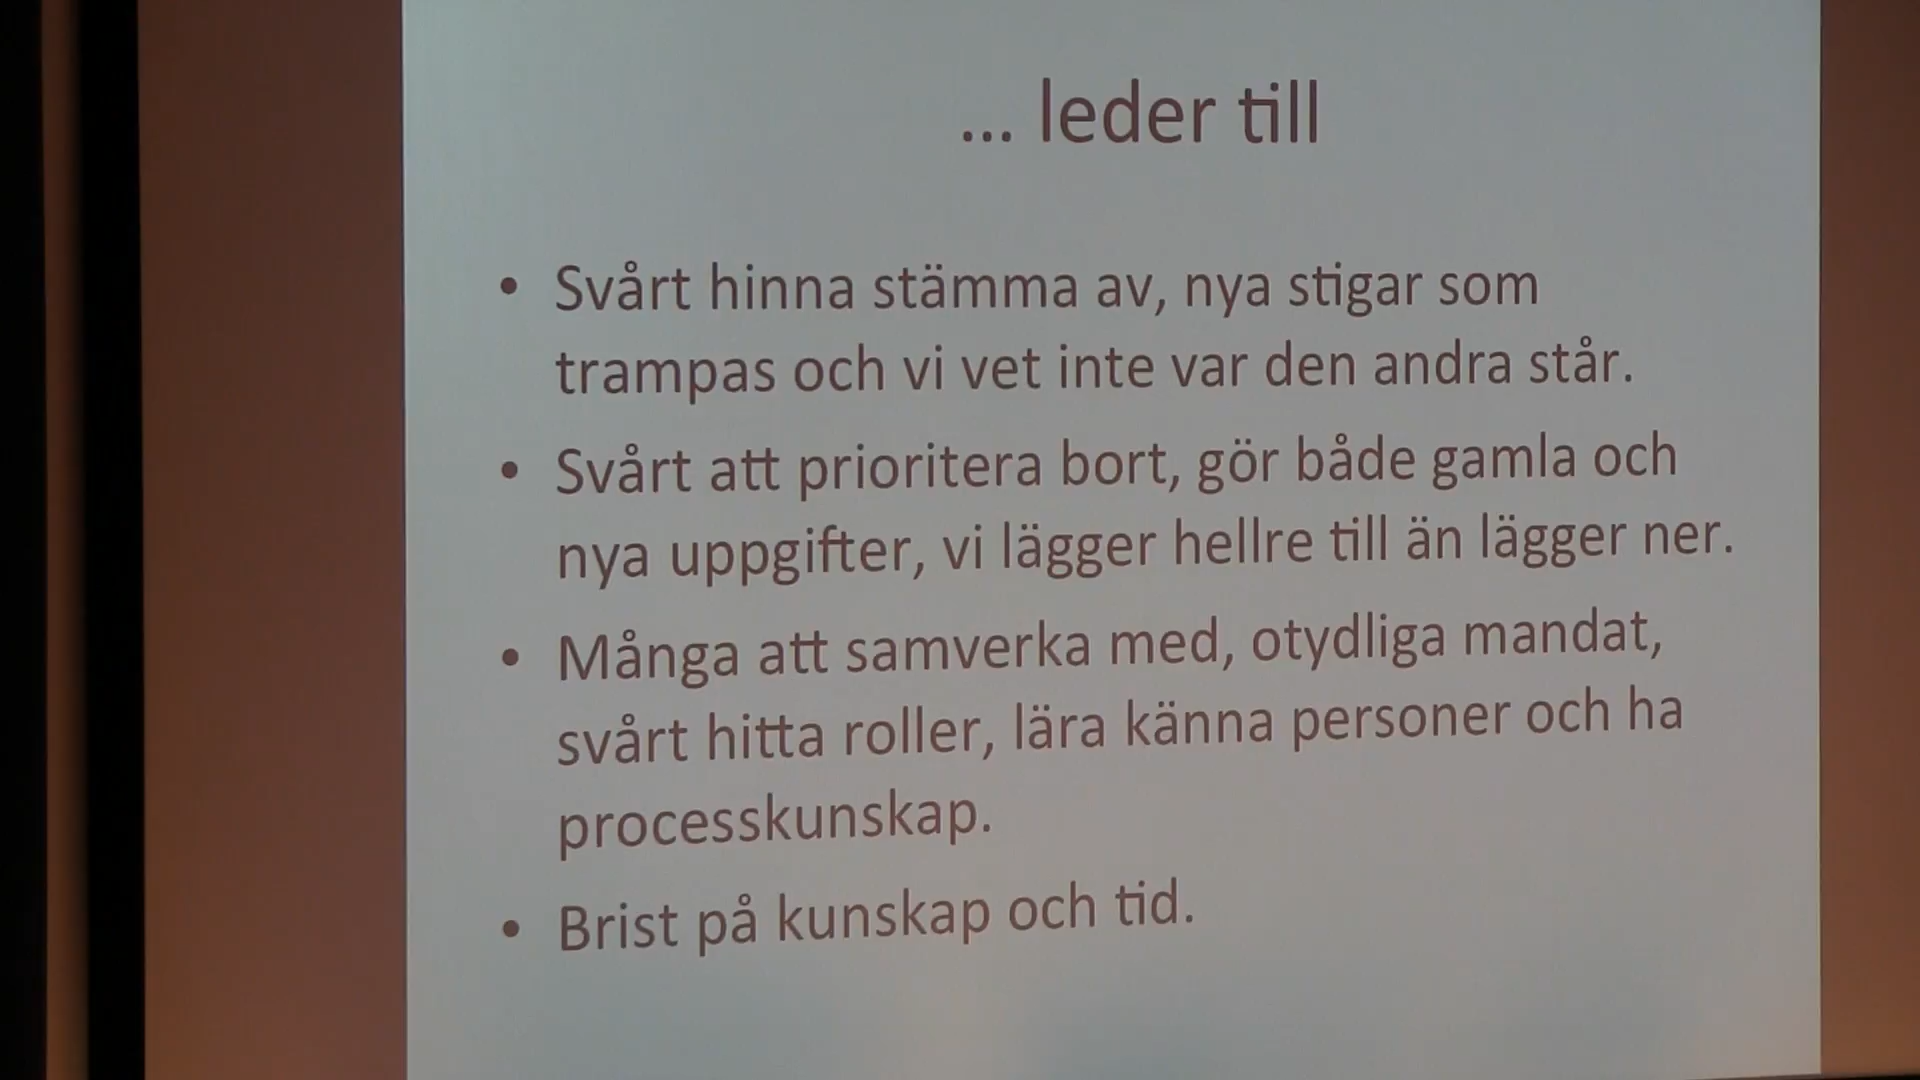 ... leder till
• Svårt hinna stämma av, nya stigar som
trampas och vi vet inte var den andra står.
• Svårt att prioritera bort, gör både gamla och
nya uppgifter, vi lägger hellre till än lägger ner.
• Många att samverka med, otydliga mandat,
svårt hitta roller, lära känna personer och ha
processkunskap.
• Brist på kunskap och tid.